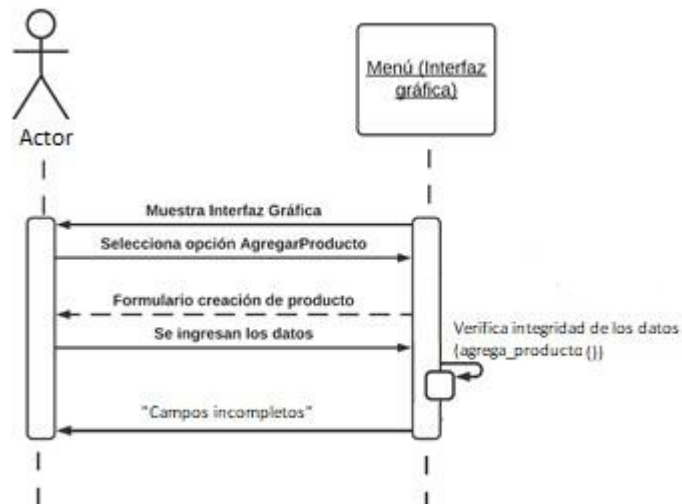 Menú (Interfaz
gráfica)
Actor
Muestra Interfaz Gráfica
Selecciona opción AgregarProducto
Formulario creación de producto
Se ingresan los datos
Verifica integridad de los datos
(agrega_producto ())
"Campos incompletos"